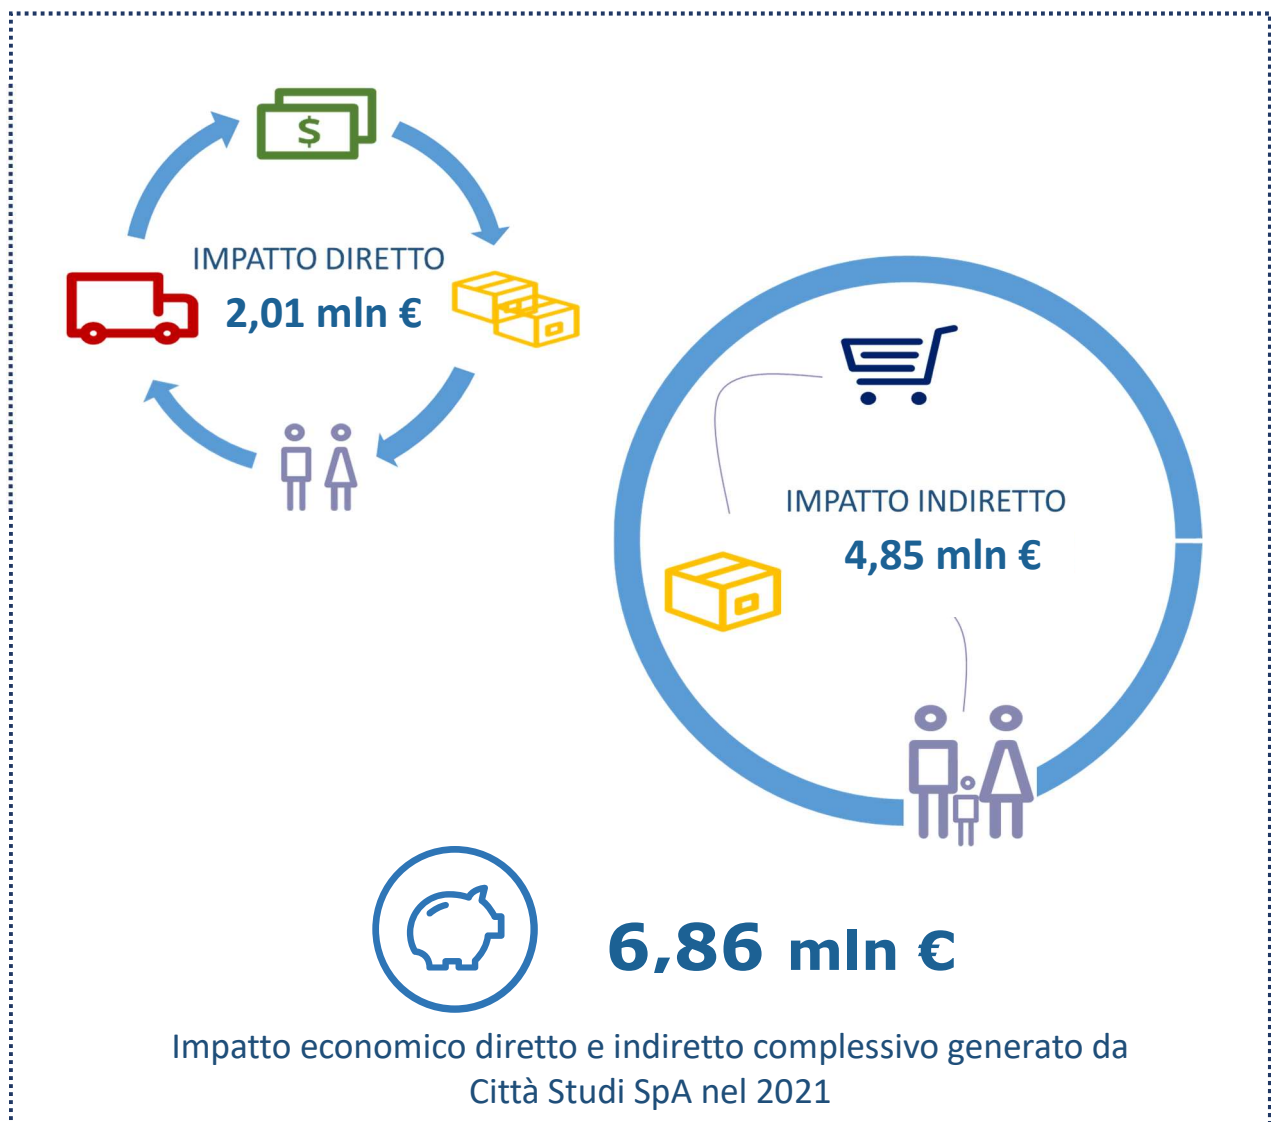 $
IMPATTO DIRETTO
2,01 mln €
IMPATTO INDIRETTO
4,85 mln €
6,86 mln €
Impatto economico diretto e indiretto complessivo generato da
Città Studi SpA nel 2021